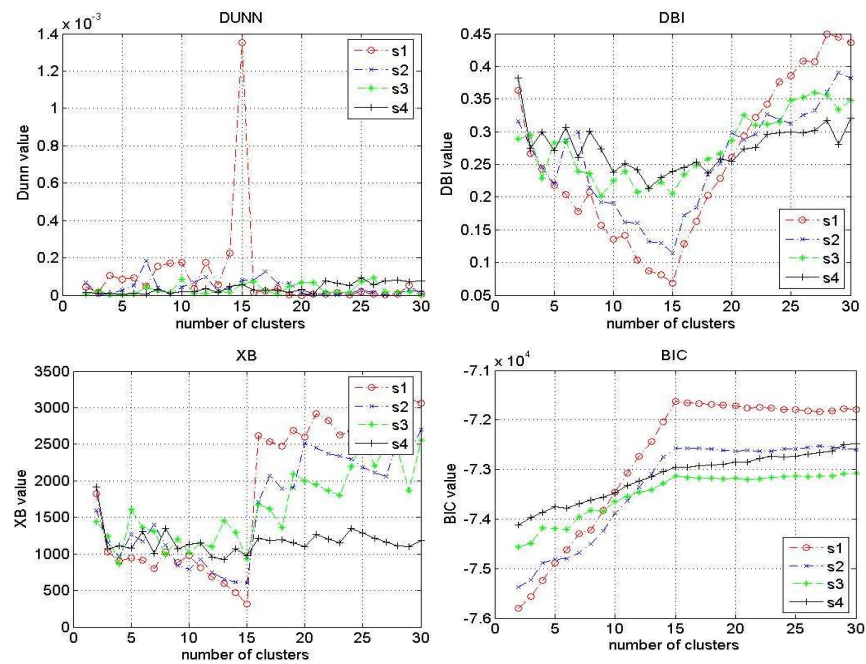 DUNN
x 10⁻³
1.4
1.2
1
0.8
0.6
0.4
0.2
0
Dunn value
0 5 10 15 20 25 30
number of clusters
s1
s2
s3
s4
DBI
0.45
0.4
0.35
0.3
0.25
0.2
0.15
0.1
0.05
DBI value
0 5 10 15 20 25 30
number of clusters
s1
s2
s3
s4
XB
3500
3000
2500
2000
1500
1000
500
0
XB value
0 5 10 15 20 25 30
number of clusters
s1
s2
s3
s4
BIC
x 10⁴
-7.1
-7.2
-7.3
-7.4
-7.5
-7.6
BIC value
0 5 10 15 20 25 30
number of clusters
s1
s2
s3
s4